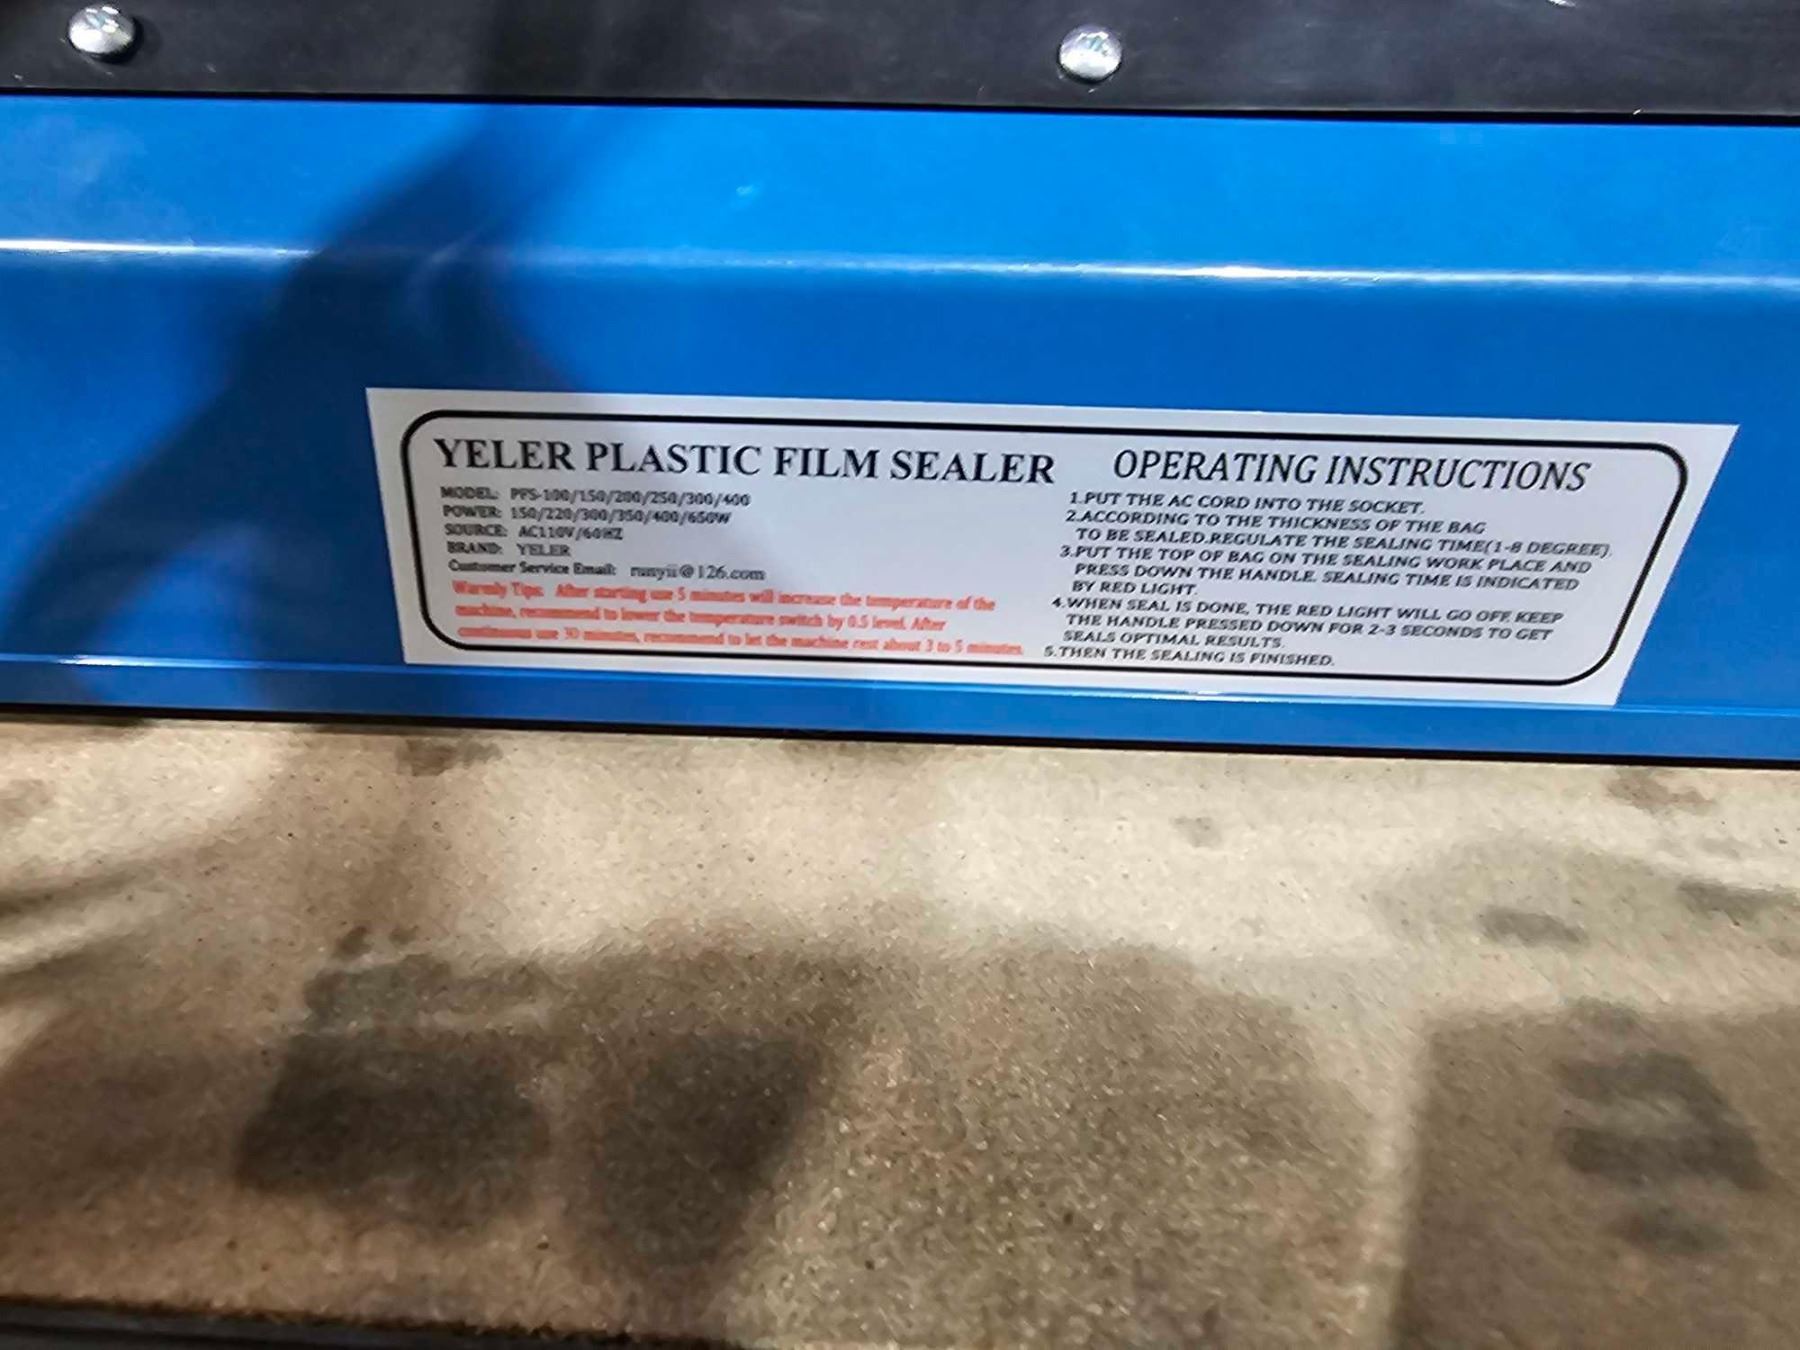 YELER PLASTIC FILM SEALER
MODEL: PFS-100/150/200/250/300/400
POWER: 150/220/300/350/400/650W
SOURCE: AC110V/60HZ
BRAND: YELER
Customer Service Email: runyii@126.com
Warmly Tips: After starting use 5 minutes will increase the temperature of the
machine, recommend to lower the temperature switch by 0.5 level. After
continuous use 30 minutes, recommend to let the machine rest about 3 to 5 minutes.
OPERATING INSTRUCTIONS
1.PUT THE AC CORD INTO THE SOCKET.
2.ACCORDING TO THE THICKNESS OF THE BAG
TO BE SEALED.REGULATE THE SEALING TIME(1-8 DEGREE).
3.PUT THE TOP OF BAG ON THE SEALING WORK PLACE AND
PRESS DOWN THE HANDLE. SEALING TIME IS INDICATED
BY RED LIGHT.
4.WHEN SEAL IS DONE, THE RED LIGHT WILL GO OFF. KEEP
THE HANDLE PRESSED DOWN FOR 2-3 SECONDS TO GET
SEALS OPTIMAL RESULTS.
5.THEN THE SEALING IS FINISHED.